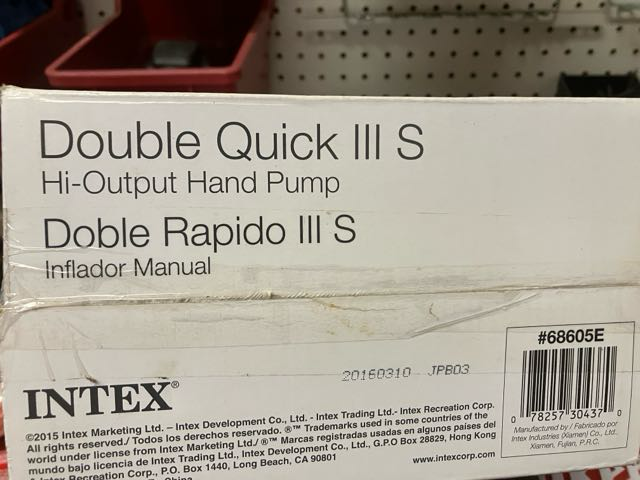 Double Quick III S
Hi-Output Hand Pump
Doble Rapido III S
Inflador Manual
#68605E
20160310 JPB03
INTEX®
0 78257 30437 0
©2015 Intex Marketing Ltd. – Intex Development Co., Ltd. - Intex Trading Ltd.- Intex Recreation Corp.
All rights reserved./ Todos los derechos reservado. ®™ Trademarks used in some countries of the
world under license from Intex Marketing Ltd./ ®™ Marcas registradas usadas en algunos países del
mundo bajo licencia de Intex Trading Ltd., Intex Development Co., Ltd., G.P.O Box 28829, Hong Kong
Intex Recreation Corp., P.O. Box 1440, Long Beach, CA 90801
www.intexcorp.com
Manufactured by / Fabricado por
Intex Industries (Xiamen) Co., Ltd.
Xiamen, Fujian, P.R.C.
China